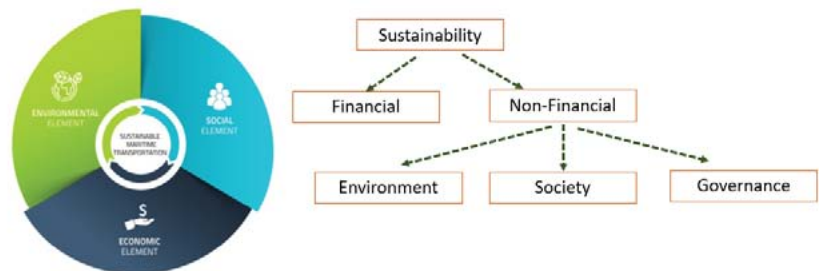 ENVIRONMENTAL
ELEMENT
SOCIAL
ELEMENT
SUSTAINABLE
MARITIME
TRANSPORTATION
$
ECONOMIC
ELEMENT
Sustainability
Financial
Non-Financial
Environment
Society
Governance